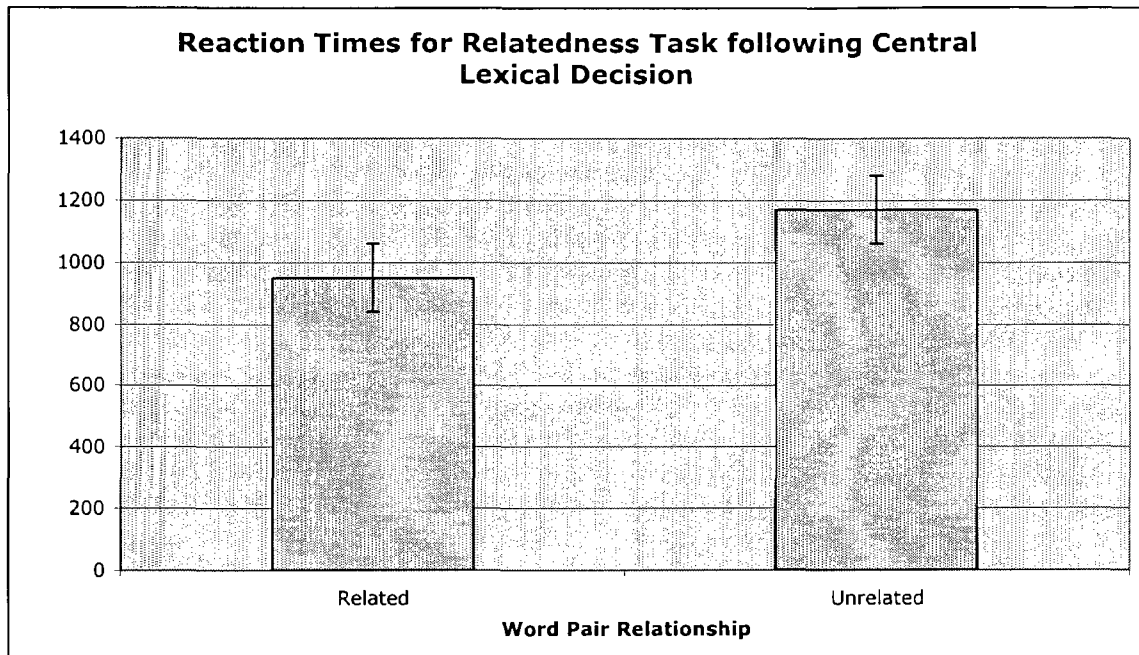 Reaction Times for Relatedness Task following Central
Lexical Decision
1400
1200
1000
800
600
400
200
0
Related Unrelated
Word Pair Relationship